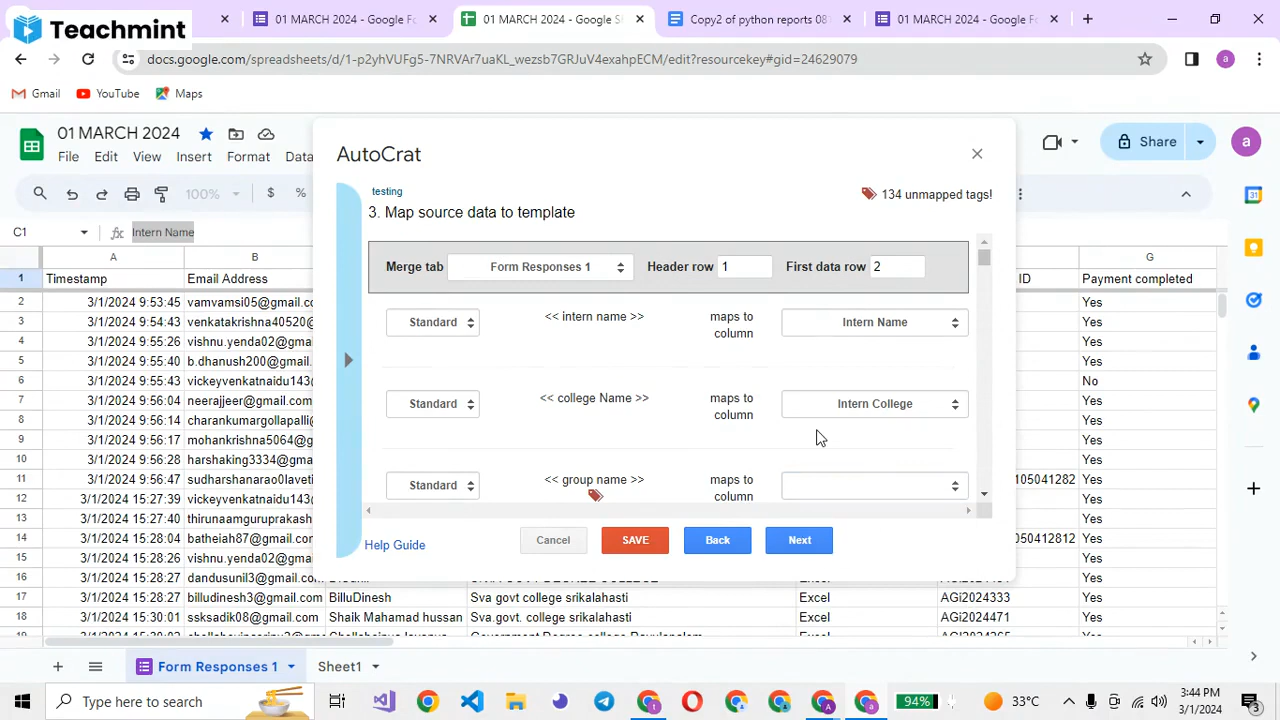 Teachmint
01 MARCH 2024 - Google Fo
01 MARCH 2024 - Google S
Copy2 of python reports 08
01 MARCH 2024 - Google Fo
docs.google.com/spreadsheets/d/1-p2yhVUFg5-7NRVAr7uaKL_wezsb7GRJuV4exahpECM/edit?resourcekey#gid=24629079
Gmail YouTube Maps
01 MARCH 2024
File Edit View Insert Format Data
Share
100%
$ %
C1 fx Intern Name
AutoCrat
testing
134 unmapped tags!
3. Map source data to template
Merge tab Form Responses 1 Header row 1 First data row 2
Standard << intern name >> maps to column Intern Name
Standard << college Name >> maps to column Intern College
Standard << group name >> maps to column
Help Guide Cancel SAVE Back Next
A B G
1 Timestamp Email Address ID Payment completed
2 3/1/2024 9:53:45 vamvamsi05@gmail.com Yes
3 3/1/2024 9:54:43 venkatakrishna40520 Yes
4 3/1/2024 9:55:26 vishnu.yenda02@gmail Yes
5 3/1/2024 9:55:40 b.dhanush200@gmail Yes
6 3/1/2024 9:55:45 vickeyvenkatnaidu143 No
7 3/1/2024 9:56:04 neerajjeer@gmail.com Yes
8 3/1/2024 9:56:14 charankumargollapalli Yes
9 3/1/2024 9:56:17 mohankrishna5064@g Yes
10 3/1/2024 9:56:28 harshaking3334@gmai Yes
11 3/1/2024 9:56:47 sudharshanarao0laveti 105041282 Yes
12 3/1/2024 15:27:39 vickeyvenkatnaidu143 Yes
13 3/1/2024 15:27:40 thirunaamguruprakash Yes
14 3/1/2024 15:28:04 batheiah87@gmail.com 105042812 Yes
15 3/1/2024 15:28:27 vishnu.yenda02@gmail Yes
16 3/1/2024 15:28:27 dandusunil3@gmail.com Yes
17 3/1/2024 15:28:27 billudinesh3@gmail.com BilluDinesh Sva govt college srikalahasti Excel AGi2024333 Yes
18 3/1/2024 15:30:01 ssksadik08@gmail.com Shaik Mahamad hussan Sva.govt. college srikalahasti Excel AGi2024471 Yes
Form Responses 1 Sheet1
Type here to search
94%
33°C
3:44 PM
3/1/2024
3